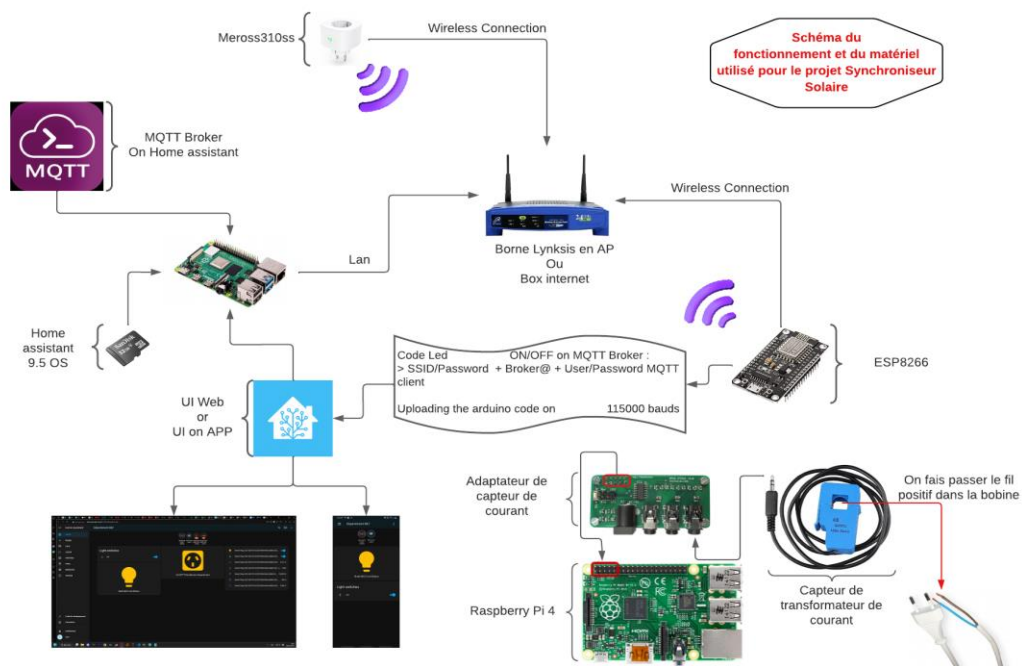 Schéma du
fonctionnement et du matériel
utilisé pour le projet Synchroniseur
Solaire
Meross310ss
Wireless Connection
MQTT
MQTT Broker
On Home assistant
Wireless Connection
Lan
Borne Lynksis en AP
Ou
Box internet
Home
assistant
9.5 OS
Code Led ON/OFF on MQTT Broker :
> SSID/Password + Broker@ + User/Password MQTT
client
Uploading the arduino code on 115000 bauds
ESP8266
UI Web
or
UI on APP
Adaptateur de
capteur de
courant
On fais passer le fil
positif dans la bobine
Raspberry Pi 4
Capteur de
transformateur de
courant